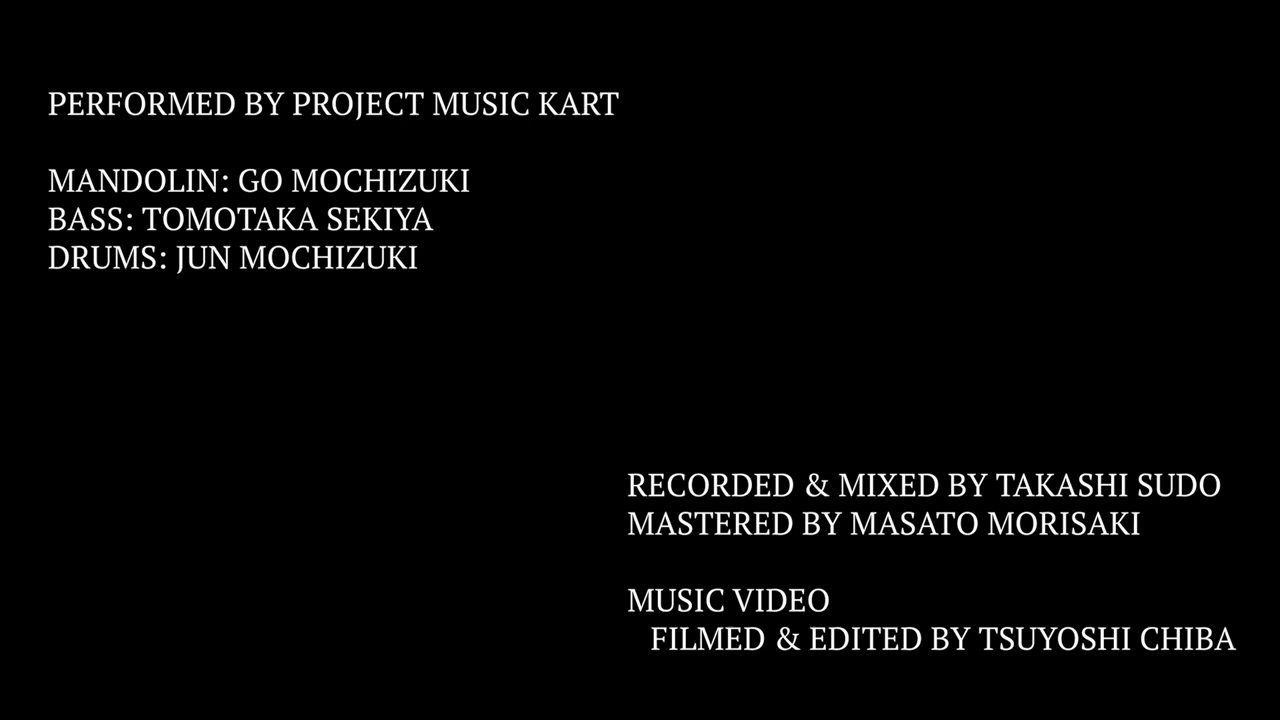 PERFORMED BY PROJECT MUSIC KART
MANDOLIN: GO MOCHIZUKI
BASS: TOMOTAKA SEKIYA
DRUMS: JUN MOCHIZUKI
RECORDED & MIXED BY TAKASHI SUDO
MASTERED BY MASATO MORISAKI
MUSIC VIDEO
FILMED & EDITED BY TSUYOSHI CHIBA